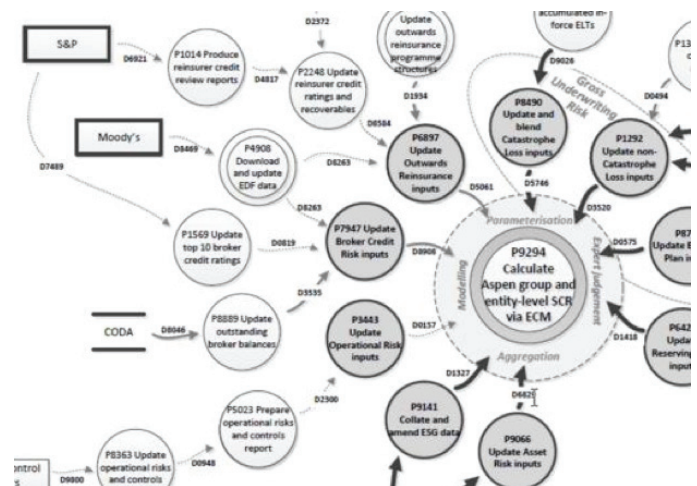 S&P
D6921
P1014 Produce
reinsurer credit
review reports
D4817
D2372
P2248 Update
reinsurer credit
ratings and
recoverables
Update
outwards
reinsurance
programme
structures
D1934
accumulated in-
force ELTs
D9026
Gross
Underwriting
Risk
D0494
Moody's
D8469
P4908
Download
and update
EDF data
D8263
D8584
P6897
Update
Outwards
Reinsurance
inputs
P8490
Update and
blend
Catastrophe
Loss inputs
P1292
Update non-
Catastrophe
Loss inputs
D7489
D8263
D5061
D5746
D3520
P1569 Update
top 10 broker
credit ratings
D0819
P7947 Update
Broker Credit
Risk inputs
D8908
Parameterisation
Modelling
Expert judgement
Aggregation
P9294
Calculate
Aspen group and
entity-level SCR
via ECM
D0575
CODA
D8046
P8889 Update
outstanding
broker balances
D3535
P3443
Update
Operational Risk
inputs
D0157
D1418
D1327
P5023 Prepare
operational risks
and controls
report
D2300
P9141
Collate and
amend ESG data
P9066
Update Asset
Risk inputs
D9800
P8363 Update
operational risks
and controls
D0948